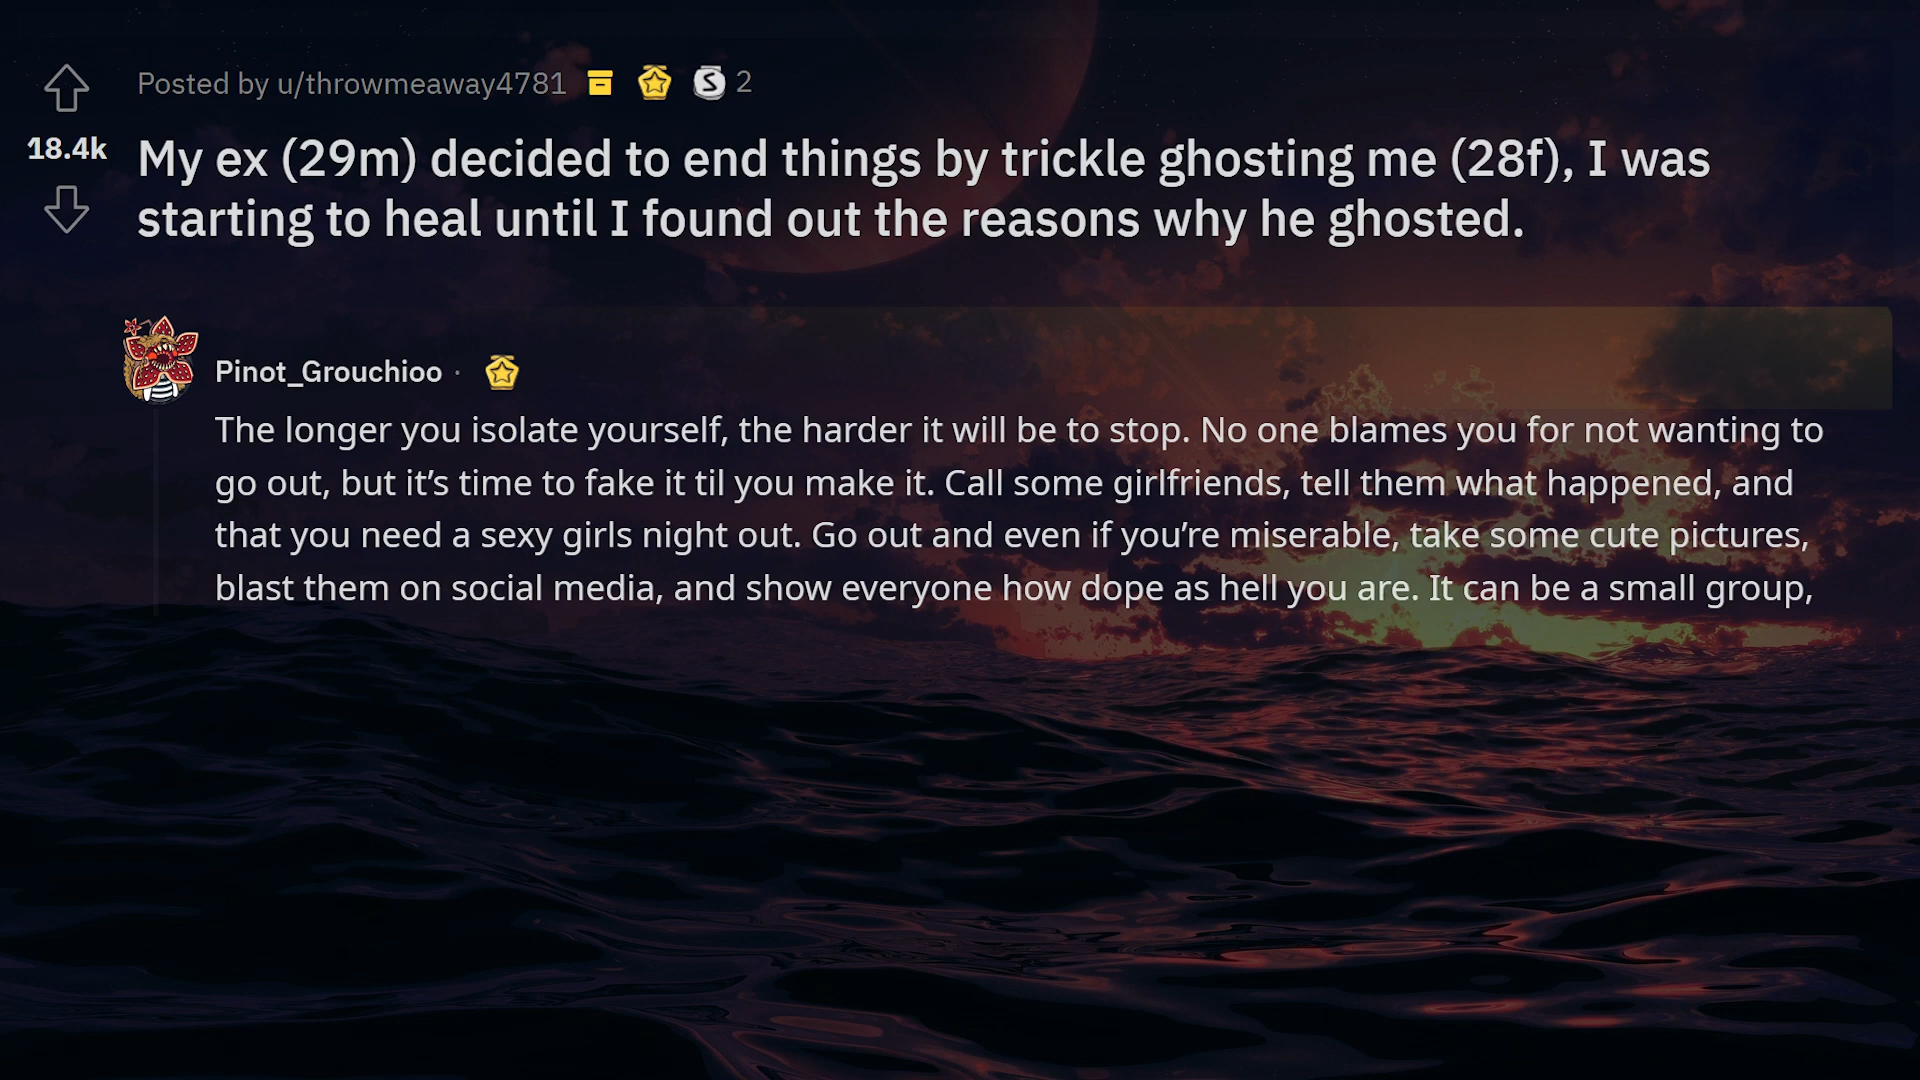 Posted by u/throwmeaway4781 2
18.4k
My ex (29m) decided to end things by trickle ghosting me (28f), I was
starting to heal until I found out the reasons why he ghosted.
Pinot_Grouchioo ·
The longer you isolate yourself, the harder it will be to stop. No one blames you for not wanting to
go out, but it’s time to fake it til you make it. Call some girlfriends, tell them what happened, and
that you need a sexy girls night out. Go out and even if you’re miserable, take some cute pictures,
blast them on social media, and show everyone how dope as hell you are. It can be a small group,